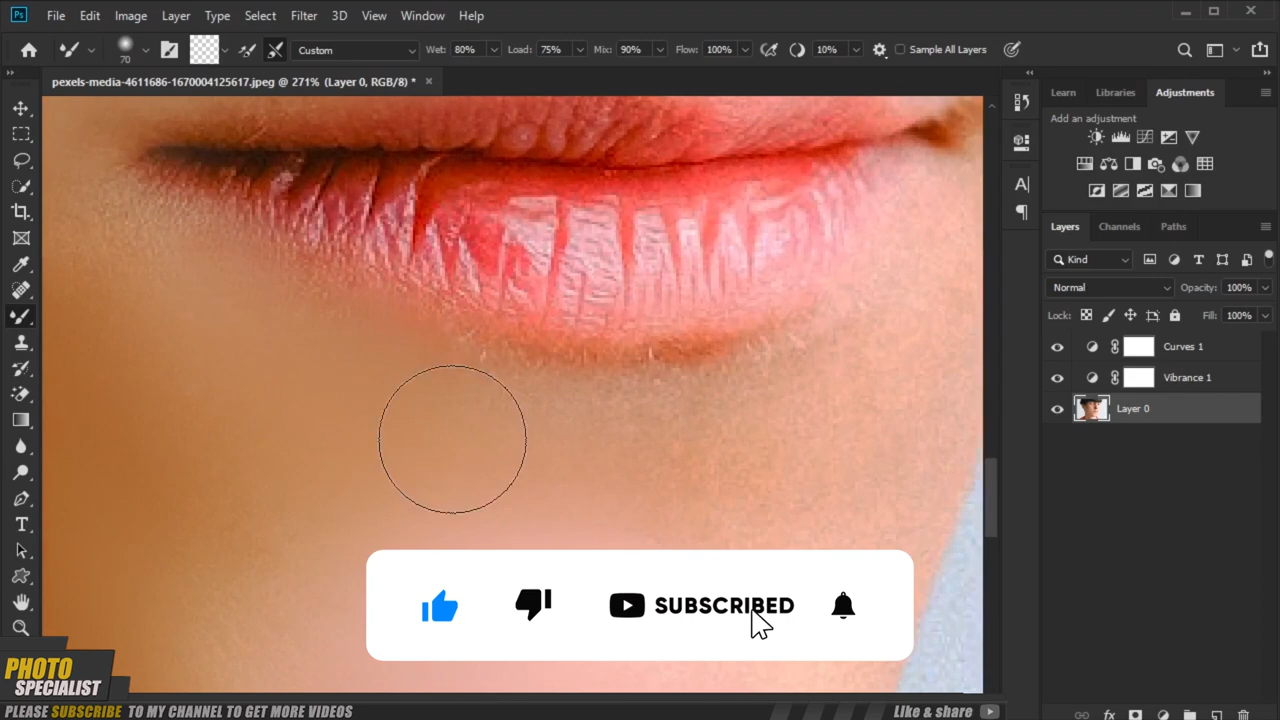 Ps File Edit Image Layer Type Select Filter 3D View Window Help
70 Custom Wet: 80% Load: 75% Mix: 90% Flow: 100% 10% Sample All Layers
pexels-media-4611686-1670004125617.jpeg @ 271% (Layer 0, RGB/8) * ×
Learn Libraries Adjustments
Add an adjustment
Layers Channels Paths
Kind
Normal Opacity: 100%
Lock: Fill: 100%
Curves 1
Vibrance 1
Layer 0
SUBSCRIBED
PHOTO
SPECIALIST
PLEASE SUBSCRIBE TO MY CHANNEL TO GET MORE VIDEOS
Like & share